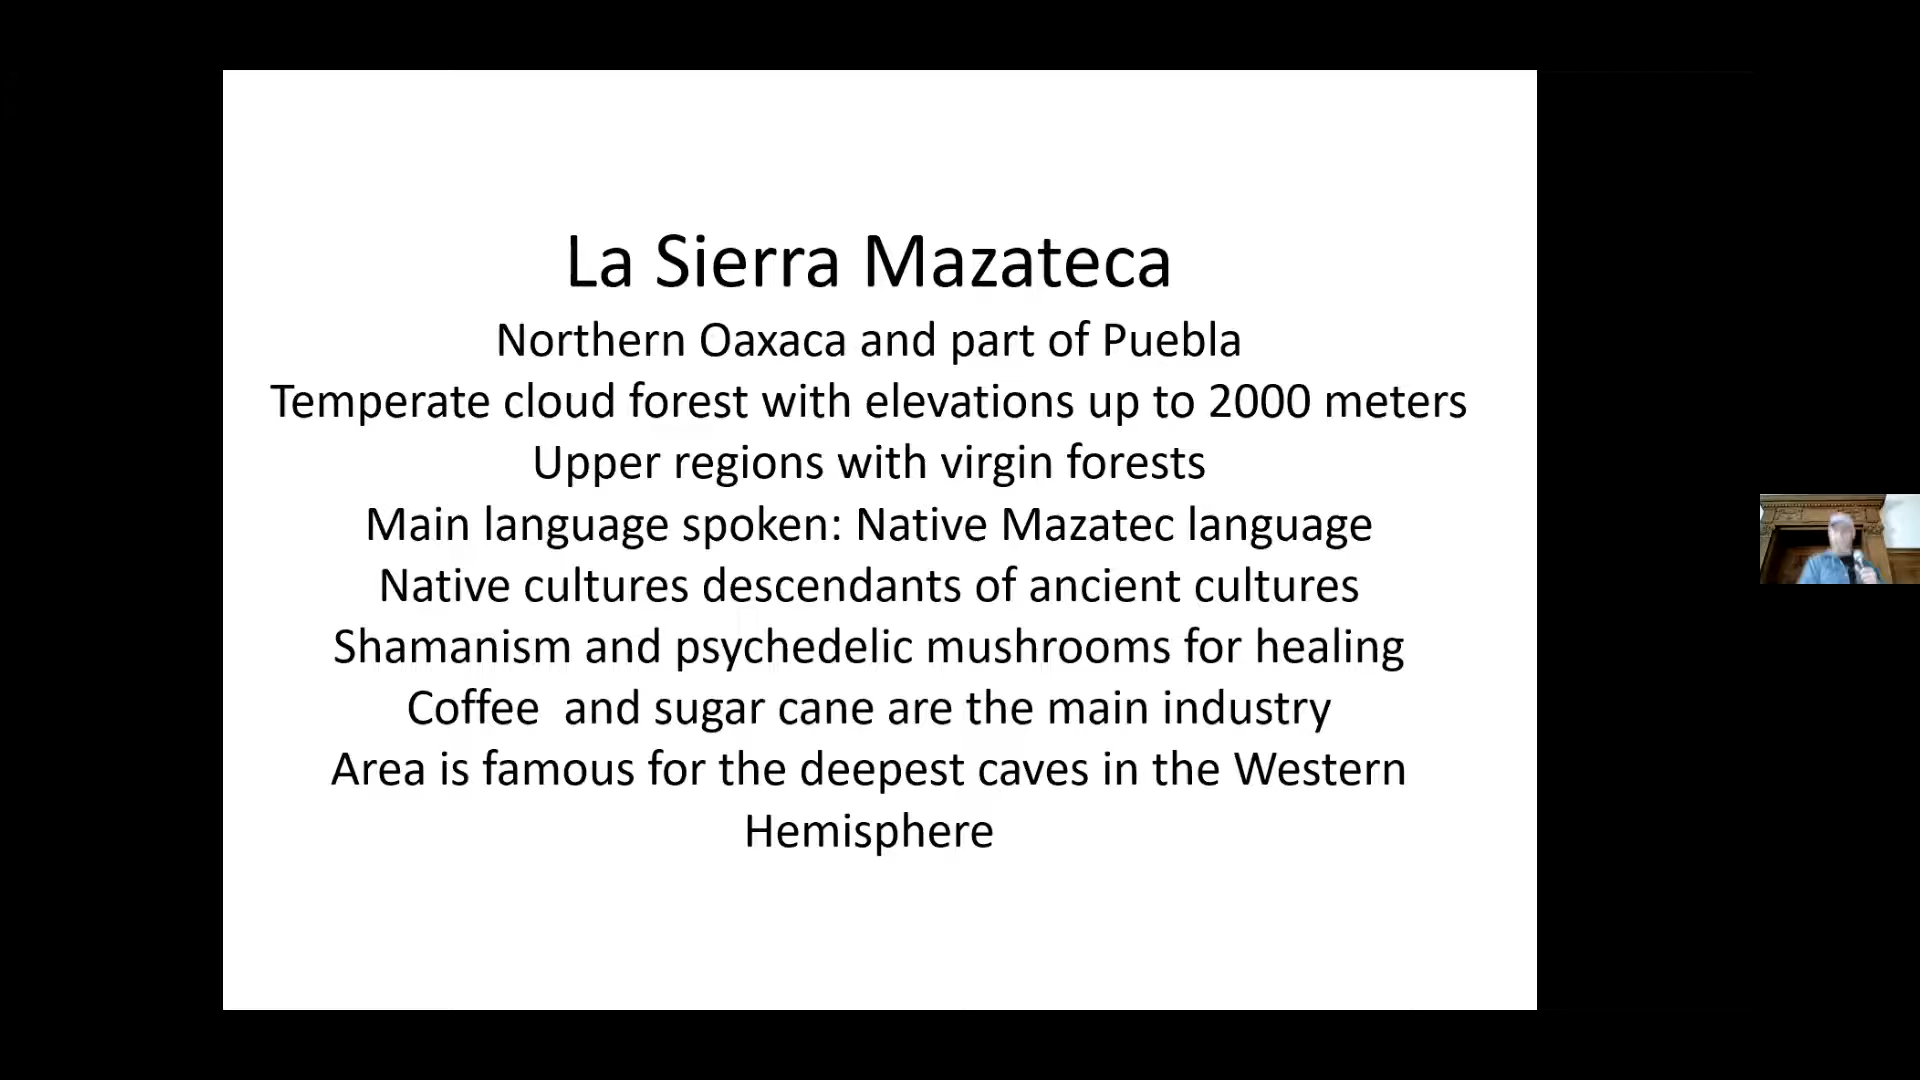 La Sierra Mazateca
Northern Oaxaca and part of Puebla
Temperate cloud forest with elevations up to 2000 meters
Upper regions with virgin forests
Main language spoken: Native Mazatec language
Native cultures descendants of ancient cultures
Shamanism and psychedelic mushrooms for healing
Coffee  and sugar cane are the main industry
Area is famous for the deepest caves in the Western
Hemisphere